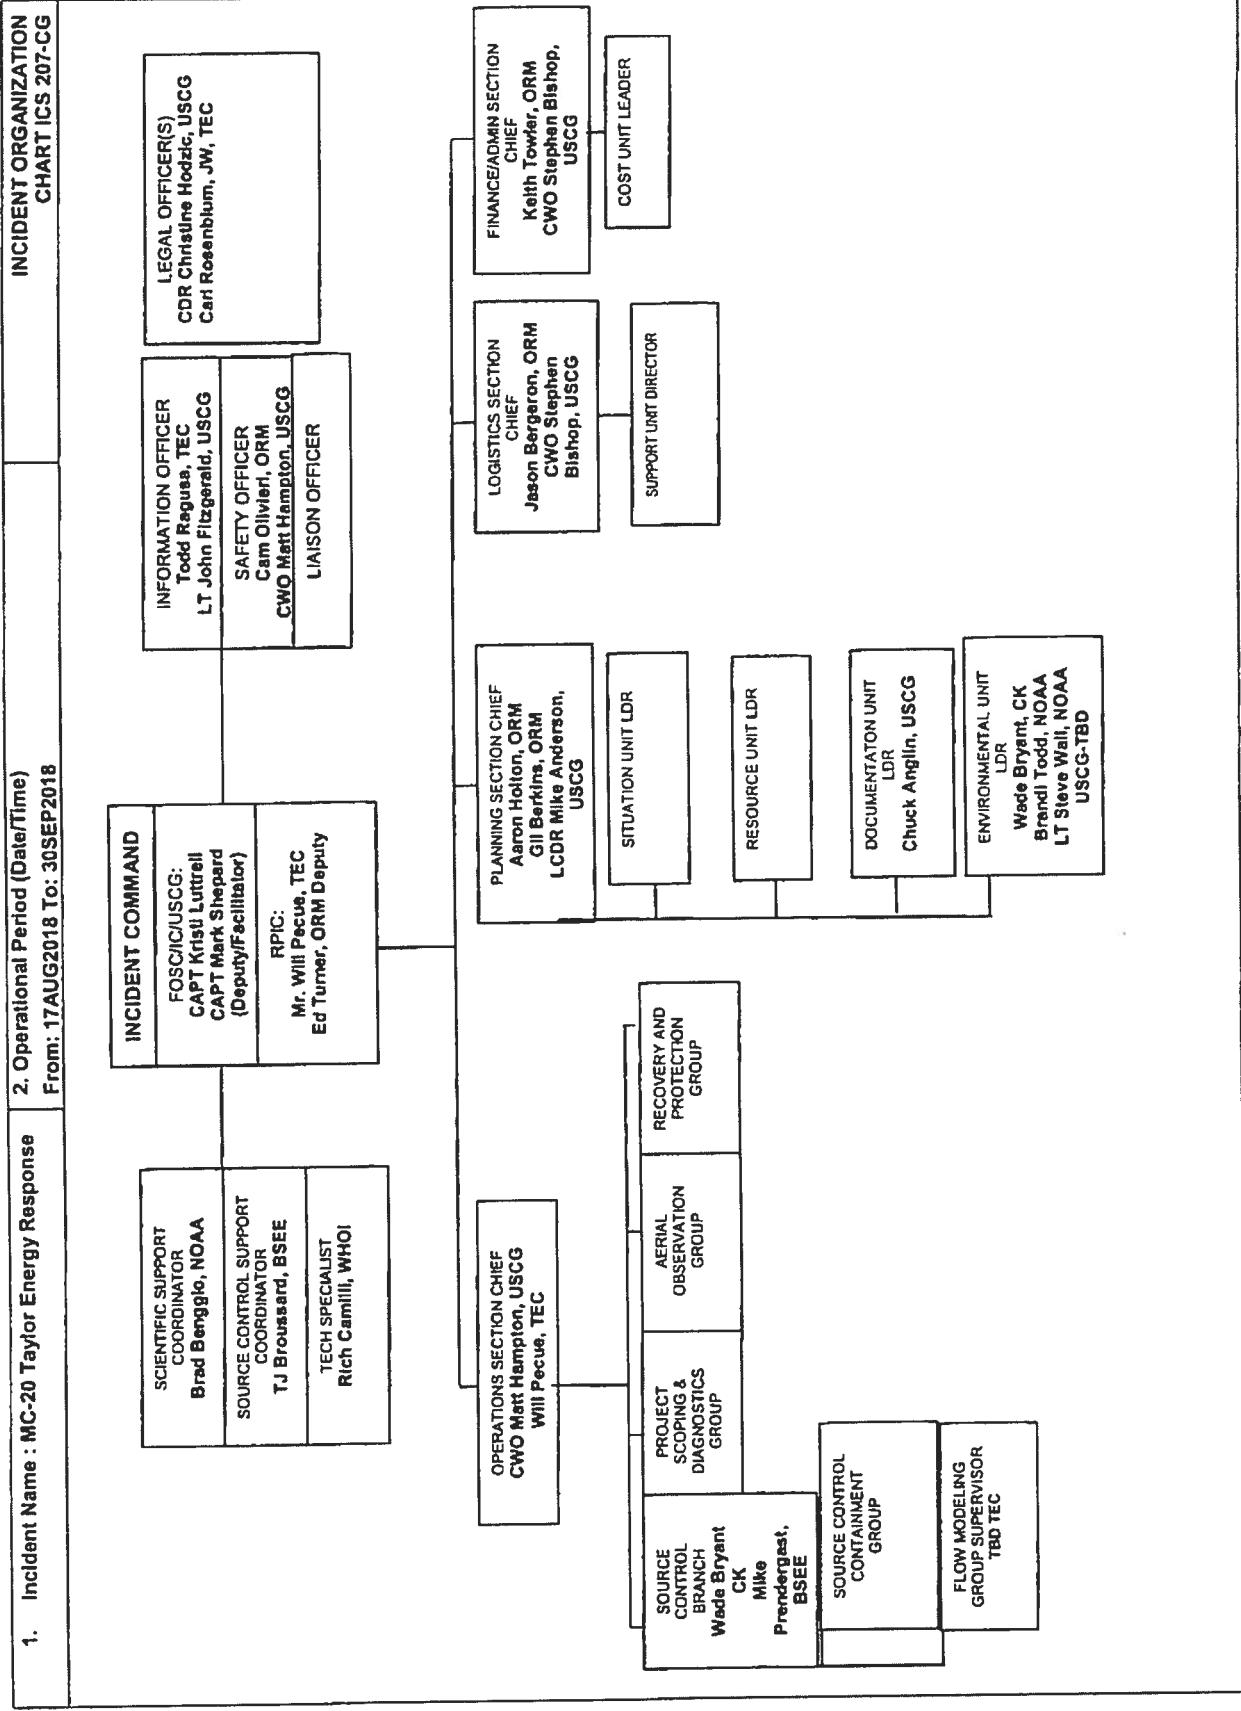 1. Incident Name : MC-20 Taylor Energy Response
2. Operational Period (Date/Time)
From: 17AUG2018 To: 30SEP2018
INCIDENT ORGANIZATION
CHART ICS 207-CG
INCIDENT COMMAND
FOSC/IC/USCG:
CAPT Kristi Luttrell
CAPT Mark Shepard
(Deputy/Facilitator)
RPIC:
Mr. Will Pecue, TEC
Ed Turner, ORM Deputy
SCIENTIFIC SUPPORT
COORDINATOR
Brad Benggio, NOAA
SOURCE CONTROL SUPPORT
COORDINATOR
TJ Broussard, BSEE
TECH SPECIALIST
Rich Camilli, WHOI
INFORMATION OFFICER
Todd Ragusa, TEC
LT John Fitzgerald, USCG
SAFETY OFFICER
Cam Olivieri, ORM
CWO Matt Hampton, USCG
LIAISON OFFICER
LEGAL OFFICER(S)
CDR Christine Hodzic, USCG
Carl Rosenblum, JW, TEC
OPERATIONS SECTION CHIEF
CWO Matt Hampton, USCG
Will Pecue, TEC
SOURCE
CONTROL
BRANCH
Wade Bryant
CK
Mike
Prendergast,
BSEE
PROJECT
SCOPING &
DIAGNOSTICS
GROUP
AERIAL
OBSERVATION
GROUP
RECOVERY AND
PROTECTION
GROUP
SOURCE CONTROL
CONTAINMENT
GROUP
FLOW MODELING
GROUP SUPERVISOR
TBD TEC
PLANNING SECTION CHIEF
Aaron Holton, ORM
Gil Berkins, ORM
LCDR Mike Anderson,
USCG
SITUATION UNIT LDR
RESOURCE UNIT LDR
DOCUMENTATON UNIT
LDR
Chuck Anglin, USCG
ENVIRONMENTAL UNIT
LDR
Wade Bryant, CK
Brandi Todd, NOAA
LT Steve Wall, NOAA
USCG-TBD
LOGISTICS SECTION
CHIEF
Jason Bergeron, ORM
CWO Stephen
Bishop, USCG
SUPPORT UNIT DIRECTOR
FINANCE/ADMIN SECTION
CHIEF
Keith Towler, ORM
CWO Stephen Bishop,
USCG
COST UNIT LEADER